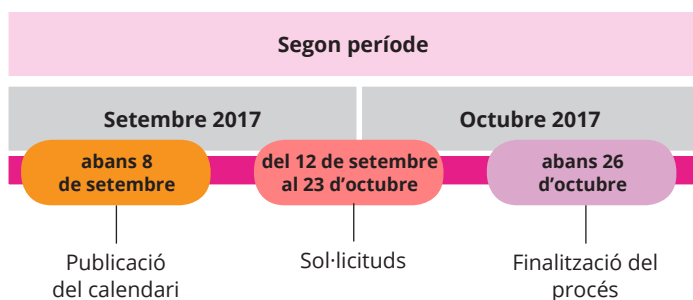 Segon període
Setembre 2017
Octubre 2017
abans 8
de setembre
del 12 de setembre
al 23 d'octubre
abans 26
d'octubre
Publicació
del calendari
Sol·licituds
Finalització del
procés